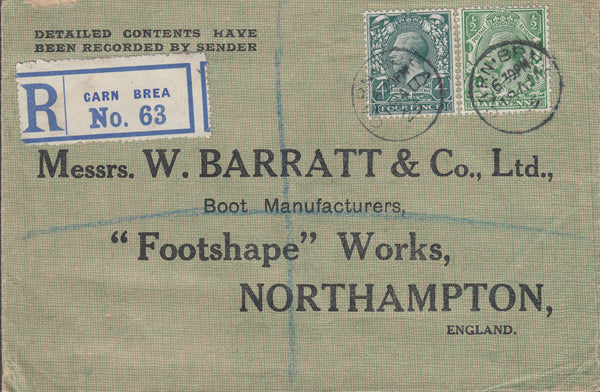 DETAILED CONTENTS HAVE
BEEN RECORDED BY SENDER
R CARN BREA
No. 63
FOURPENCE
Messrs. W. BARRATT & Co., Ltd.,
Boot Manufacturers,
"Footshape" Works,
NORTHAMPTON,
ENGLAND.